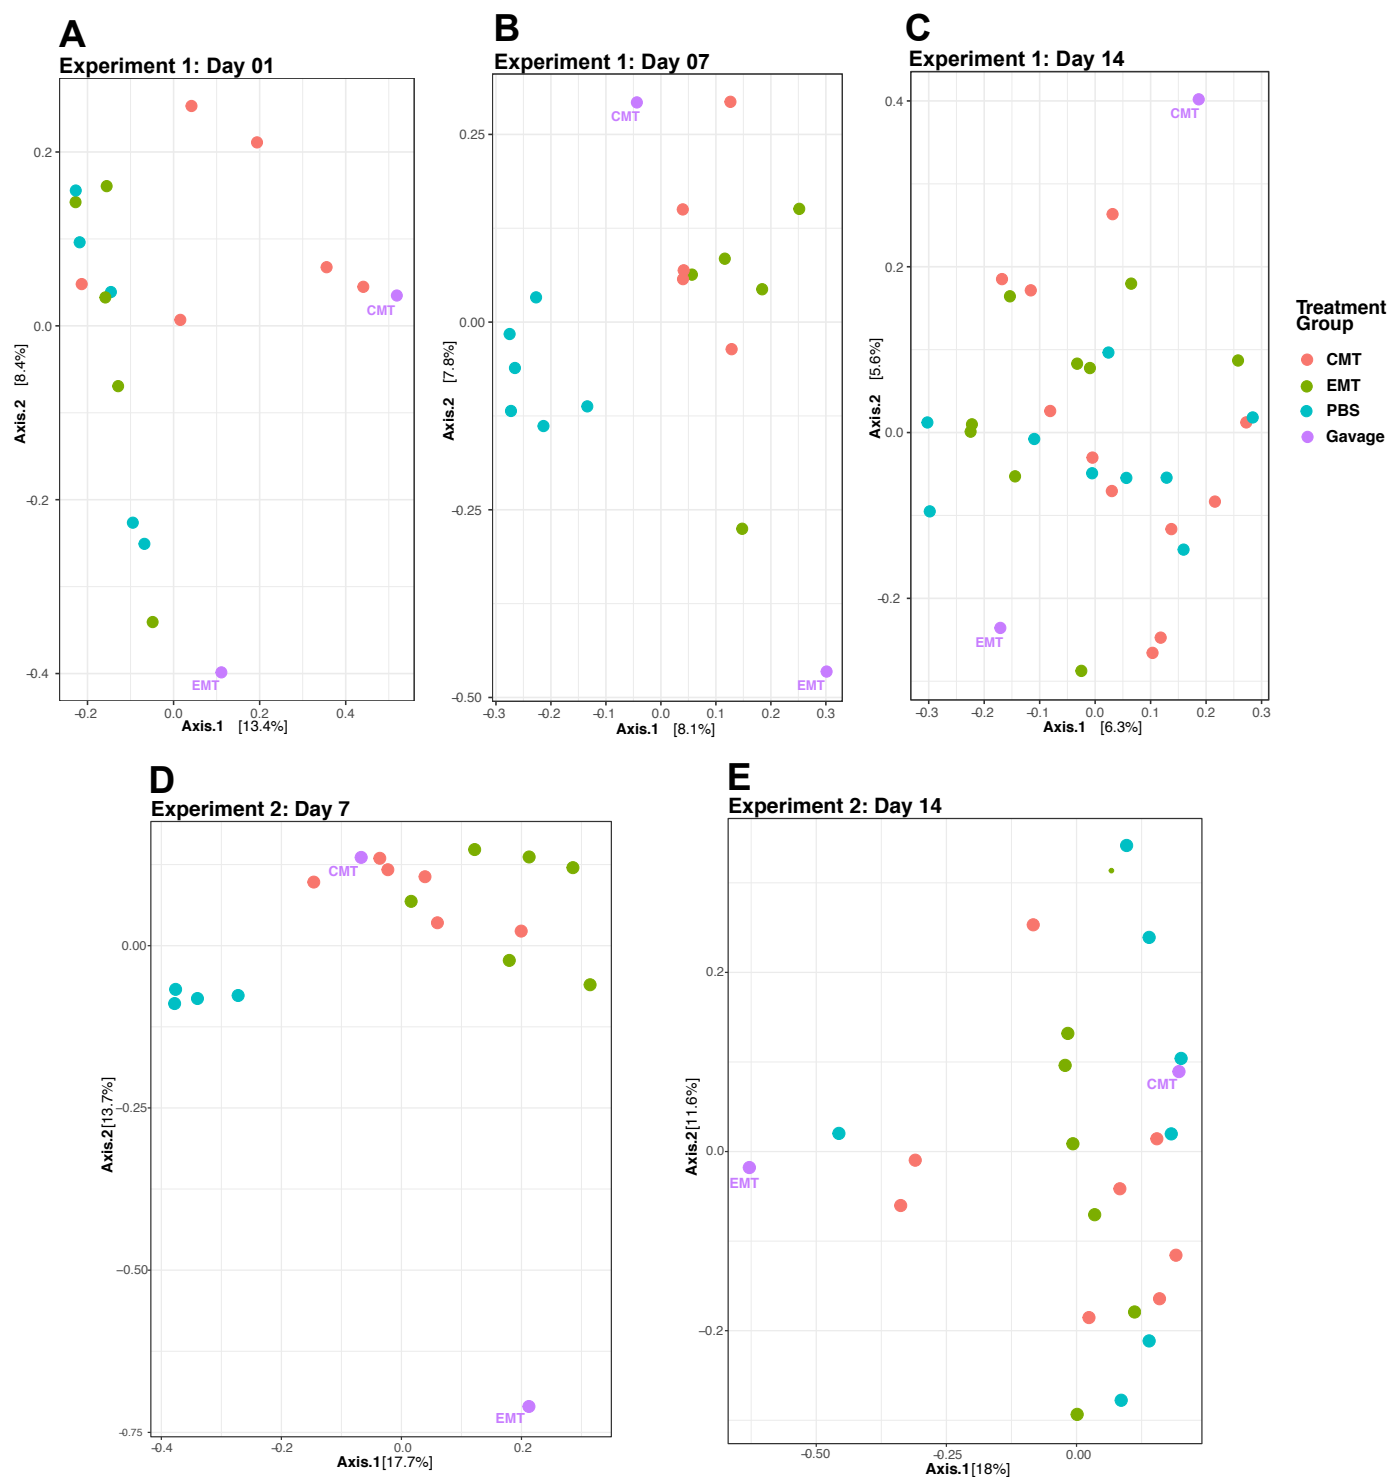 A
Experiment 1: Day 01
0.2
0.0
-0.2
-0.4
Axis.2 [8.4%]
CMT
EMT
-0.2 0.0 0.2 0.4
Axis.1 [13.4%]
B
Experiment 1: Day 07
0.25
0.00
-0.25
-0.50
Axis.2 [7.8%]
CMT
EMT
-0.3 -0.2 -0.1 0.0 0.1 0.2 0.3
Axis.1 [8.1%]
C
Experiment 1: Day 14
0.4
0.2
0.0
-0.2
Axis.2 [5.6%]
CMT
EMT
-0.3 -0.2 -0.1 0.0 0.1 0.2 0.3
Axis.1 [6.3%]
Treatment
Group
CMT
EMT
PBS
Gavage
D
Experiment 2: Day 7
0.00
−0.25
−0.50
-0.75
Axis.2[13.7%]
CMT
EMT
-0.4 -0.2 0.0 0.2
Axis.1[17.7%]
E
Experiment 2: Day 14
0.2
0.0
−0.2
Axis.2[11.6%]
CMT
EMT
-0.50 -0.25 0.00
Axis.1[18%]